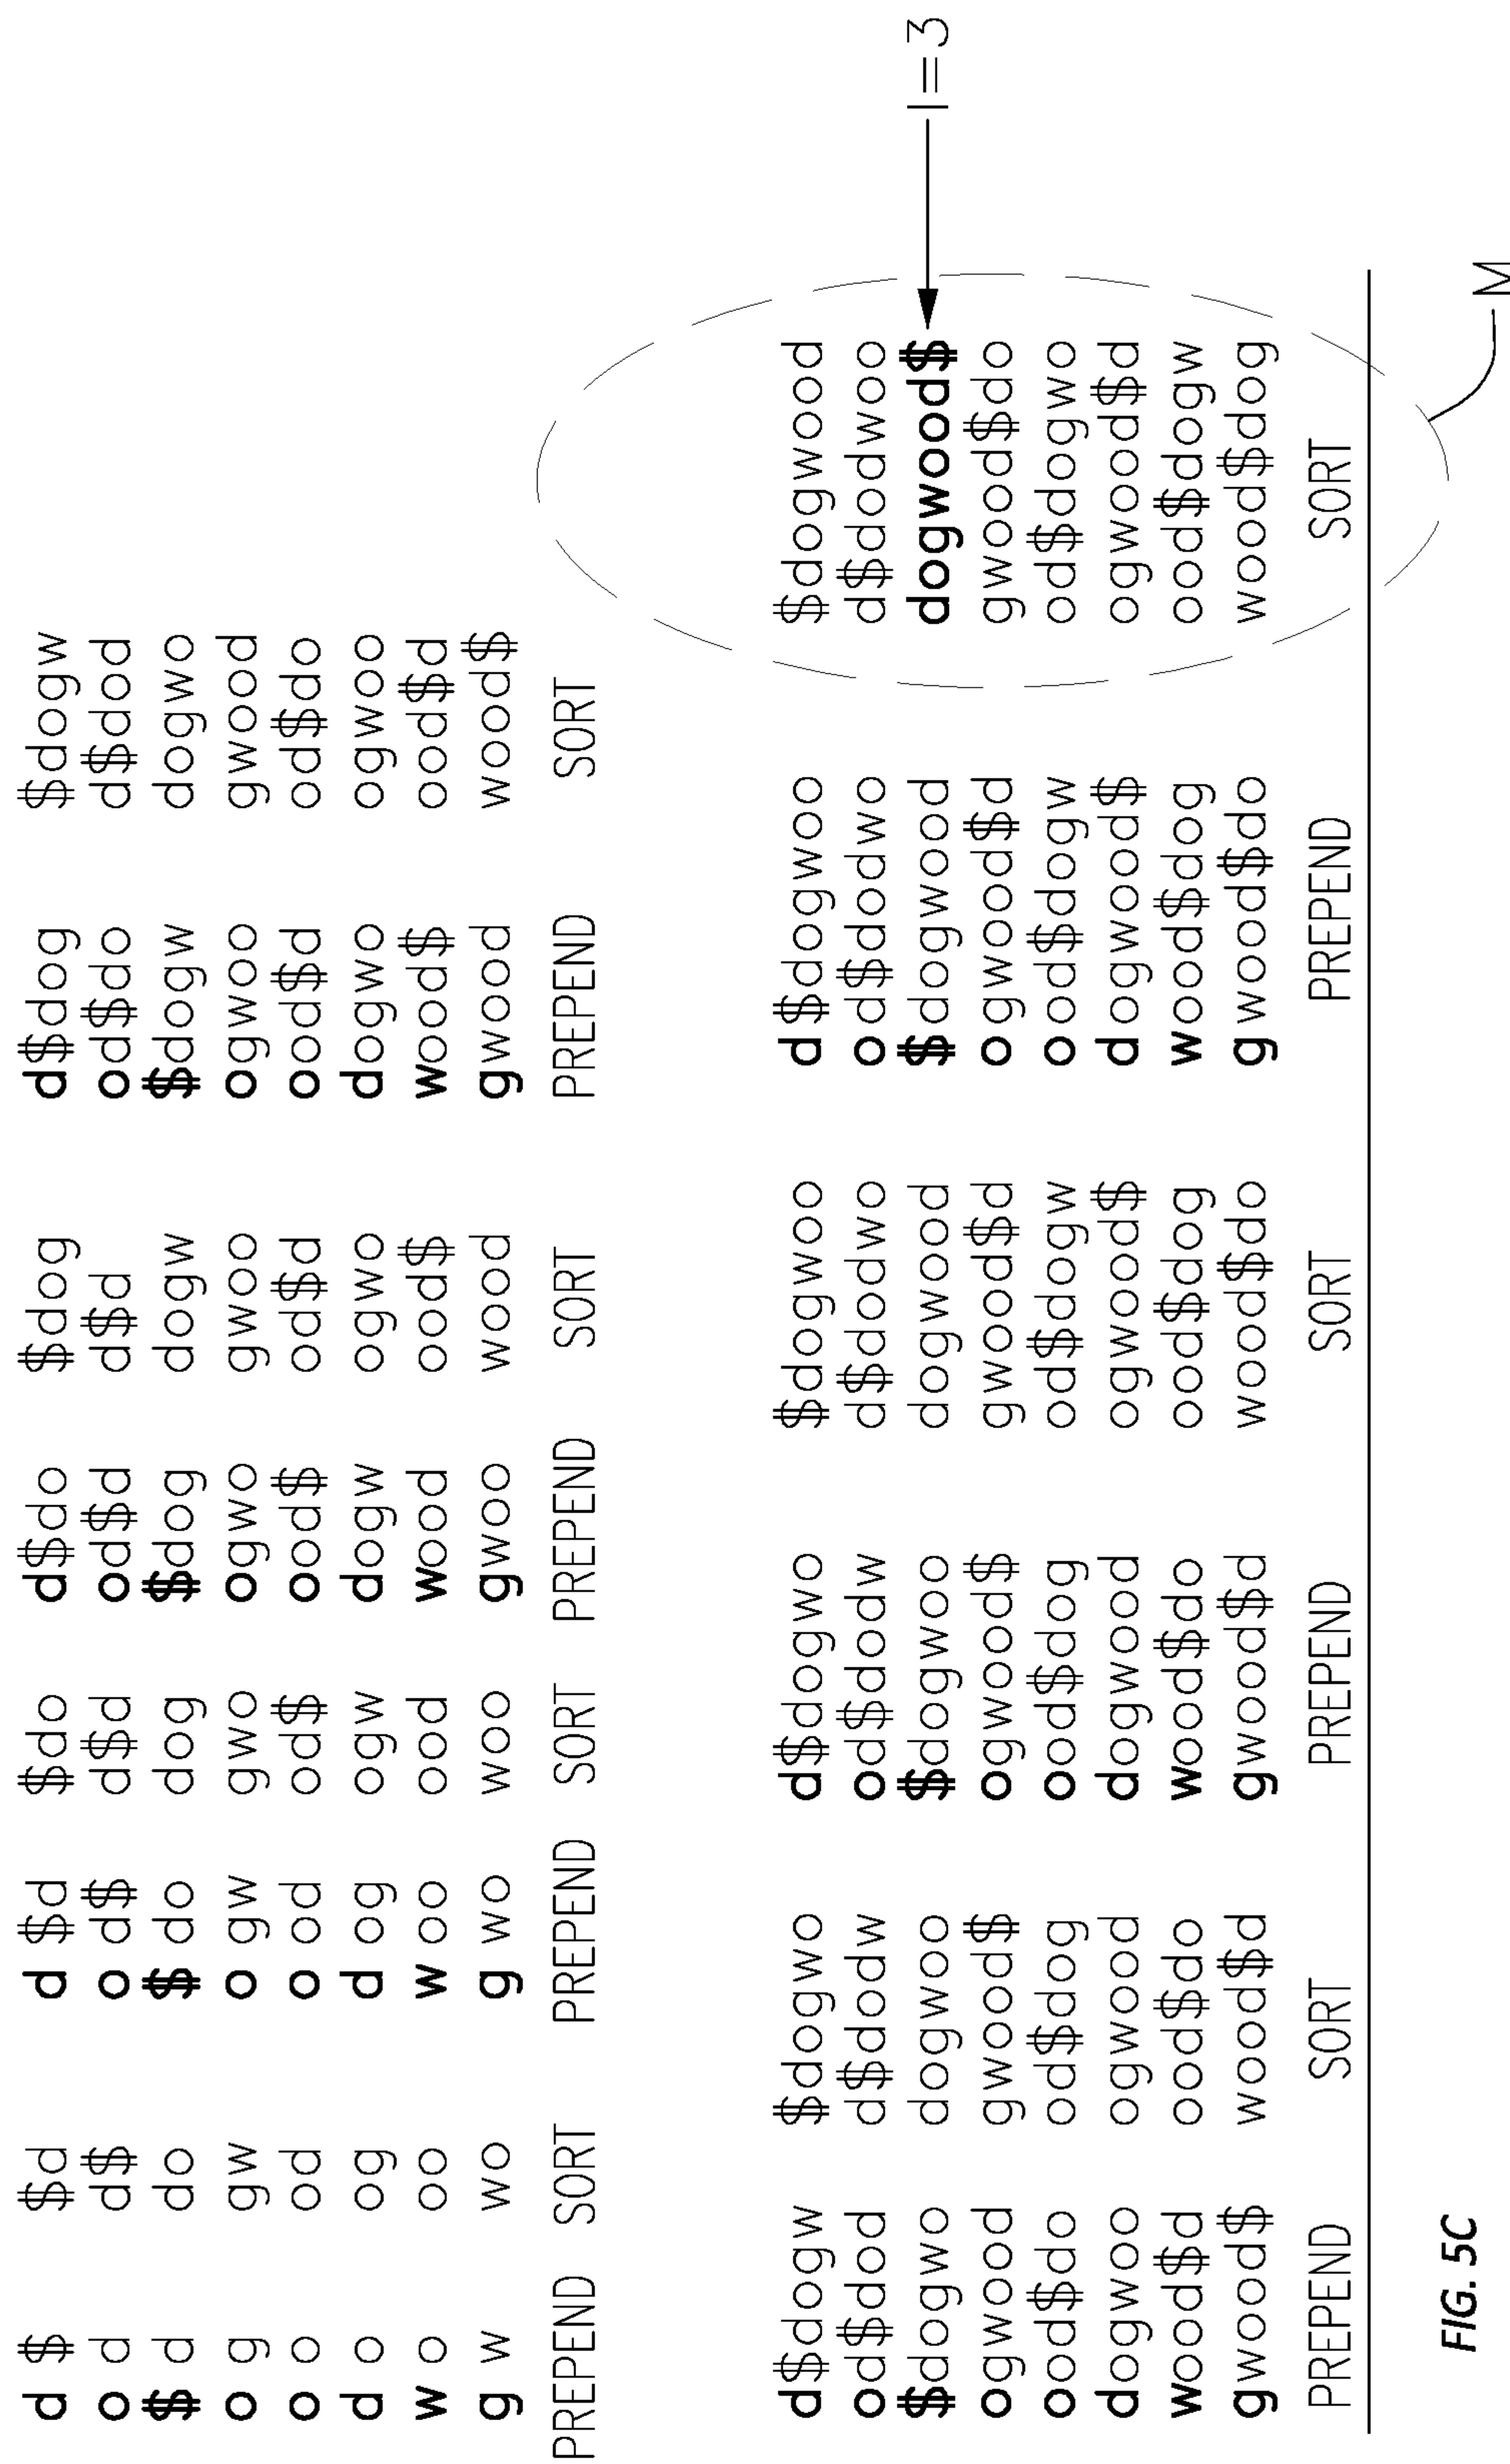 d $ $d d $d $do d$do $dog d$dog $dogw
o d d$ o d$ d$d od$d d$d od$do d$dod
$ d do $ do dog $dog dogw $dogw dogwo
o g gw o gw gwo ogwo gwoo ogwoo gwood
o o od o od od$ ood$ od$d ood$d od$do
d o og d og ogw dogw ogwo dogwo ogwoo
w o oo w oo ood wood ood$ wood$ ood$d
g w wo g wo woo gwoo wood gwood wood$
PREPEND SORT PREPEND SORT PREPEND SORT PREPEND SORT
d$dogw $dogwo d$dogwo $dogwoo d $dogwoo $dogwood
od$dod d$dodw od$dodw d$dodwo o d$dodwo d$dodwoo
$dogwo dogwoo $dogwoo dogwood $ dogwood dogwood$ I=3
ogwood gwood$ ogwood$ gwood$d o gwood$d gwood$do
ood$do od$dog ood$dog od$dogw o od$dogw od$dogwo
dogwoo ogwood dogwood ogwood$ d ogwood$ ogwood$d
wood$d ood$do wood$do ood$dog w ood$dog ood$dogw
gwood$ wood$d gwood$d wood$do g wood$do wood$dog
PREPEND SORT PREPEND SORT PREPEND SORT
M
FIG. 5C